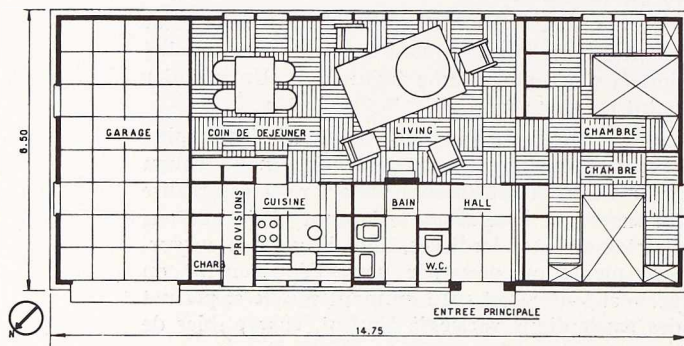 GARAGE
COIN DE DEJEUNER
LIVING
CHAMBRE
CHAMBRE
6.50
PROVISIONS
CUISINE
BAIN
HALL
CHARB
W.C.
ENTREE PRINCIPALE
N
14.75